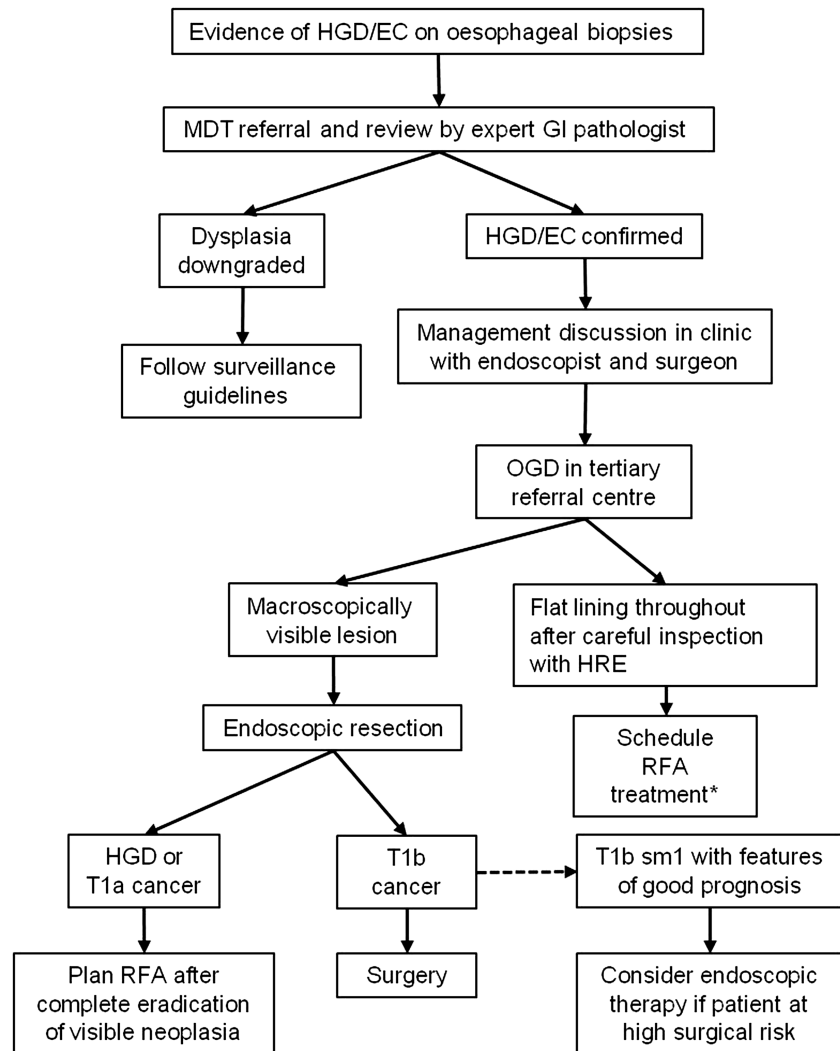 Evidence of HGD/EC on oesophageal biopsies
MDT referral and review by expert GI pathologist
Dysplasia
downgraded
HGD/EC confirmed
Follow surveillance
guidelines
Management discussion in clinic
with endoscopist and surgeon
OGD in tertiary
referral centre
Macroscopically
visible lesion
Flat lining throughout
after careful inspection
with HRE
Endoscopic resection
Schedule
RFA
treatment*
HGD or
T1a cancer
T1b
cancer
T1b sm1 with features
of good prognosis
Plan RFA after
complete eradication
of visible neoplasia
Surgery
Consider endoscopic
therapy if patient at
high surgical risk